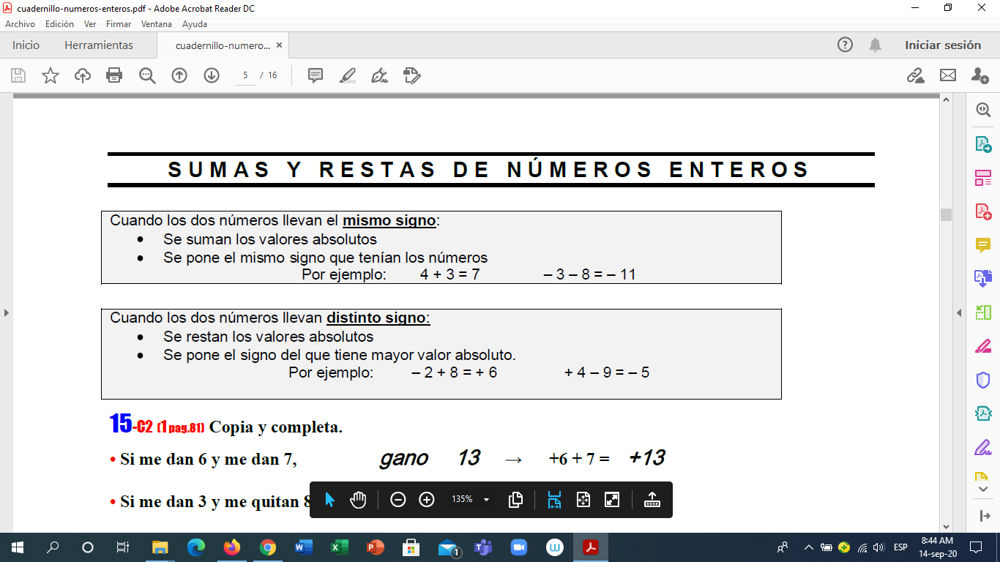 cuadernillo-numeros-enteros.pdf - Adobe Acrobat Reader DC
Archivo Edición Ver Firmar Ventana Ayuda
Inicio Herramientas cuadernillo-numero... × Iniciar sesión
5 / 16
SUMAS Y RESTAS DE NÚMEROS ENTEROS
Cuando los dos números llevan el mismo signo:
• Se suman los valores absolutos
• Se pone el mismo signo que tenían los números
Por ejemplo: 4 + 3 = 7 – 3 – 8 = – 11
Cuando los dos números llevan distinto signo:
• Se restan los valores absolutos
• Se pone el signo del que tiene mayor valor absoluto.
Por ejemplo: – 2 + 8 = + 6 + 4 – 9 = – 5
15-C2 (1 pag.81) Copia y completa.
• Si me dan 6 y me dan 7, gano 13 → +6 + 7 = +13
• Si me dan 3 y me quitan 8
135%
ESP
8:44 AM
14-sep-20